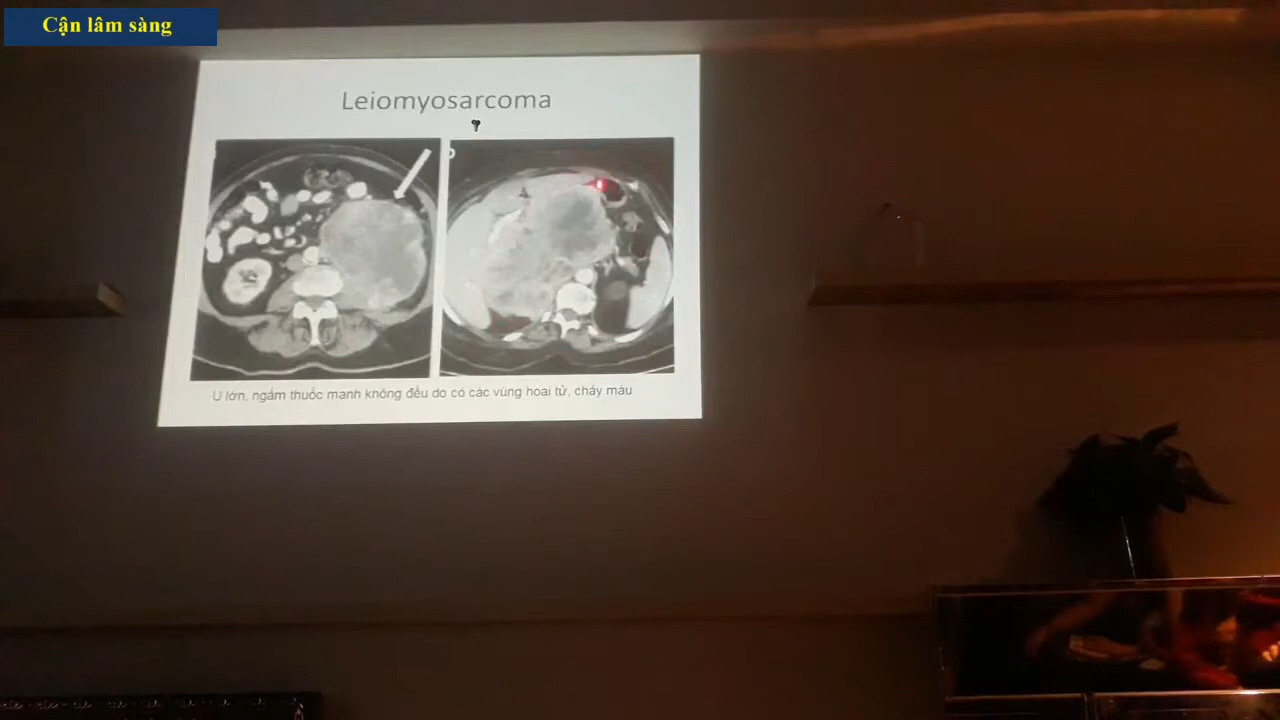 Cận lâm sàng
Leiomyosarcoma
U lớn, ngấm thuốc mạnh không đều do có các vùng hoại tử, chảy máu